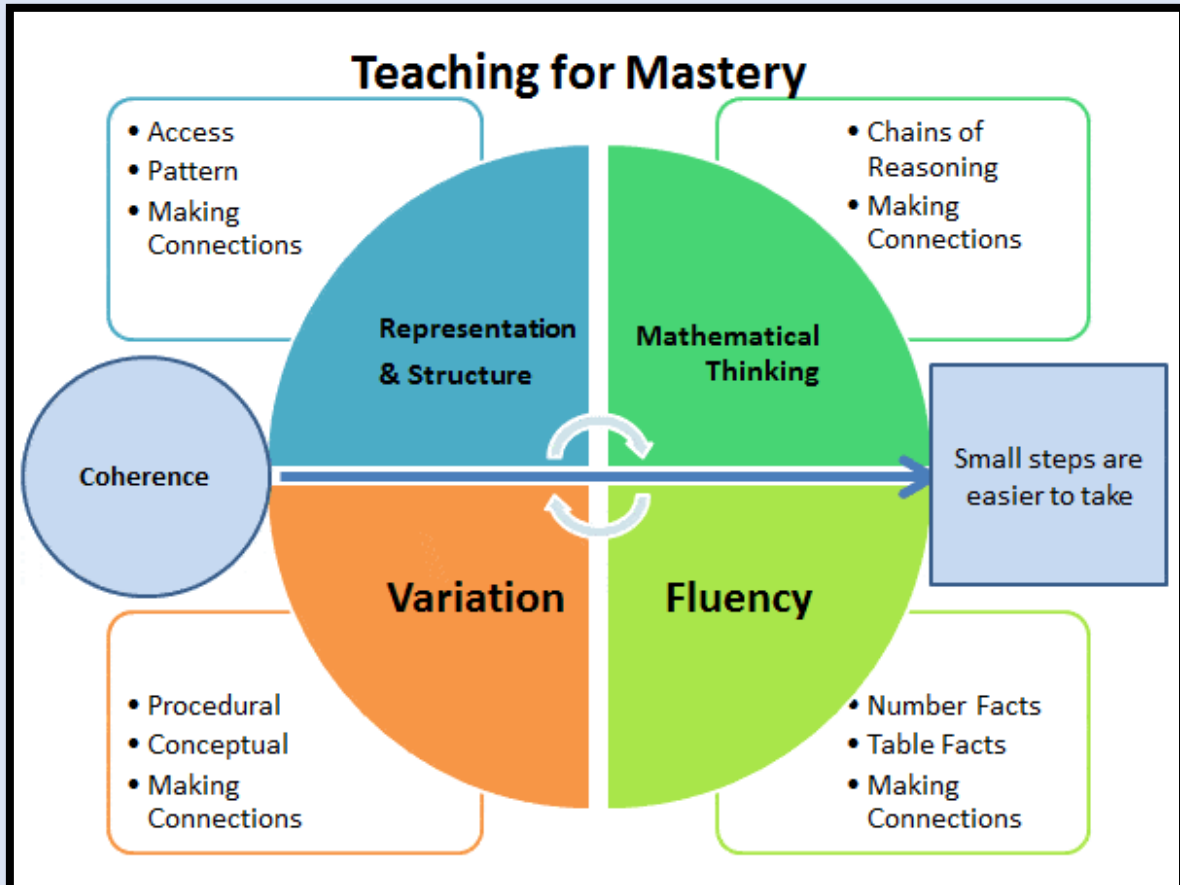 Teaching for Mastery
• Access
• Pattern
• Making
Connections
• Chains of
Reasoning
• Making
Connections
Representation
& Structure
Mathematical
Thinking
Coherence
Small steps are
easier to take
Variation
Fluency
• Procedural
• Conceptual
• Making
Connections
• Number Facts
• Table Facts
• Making
Connections